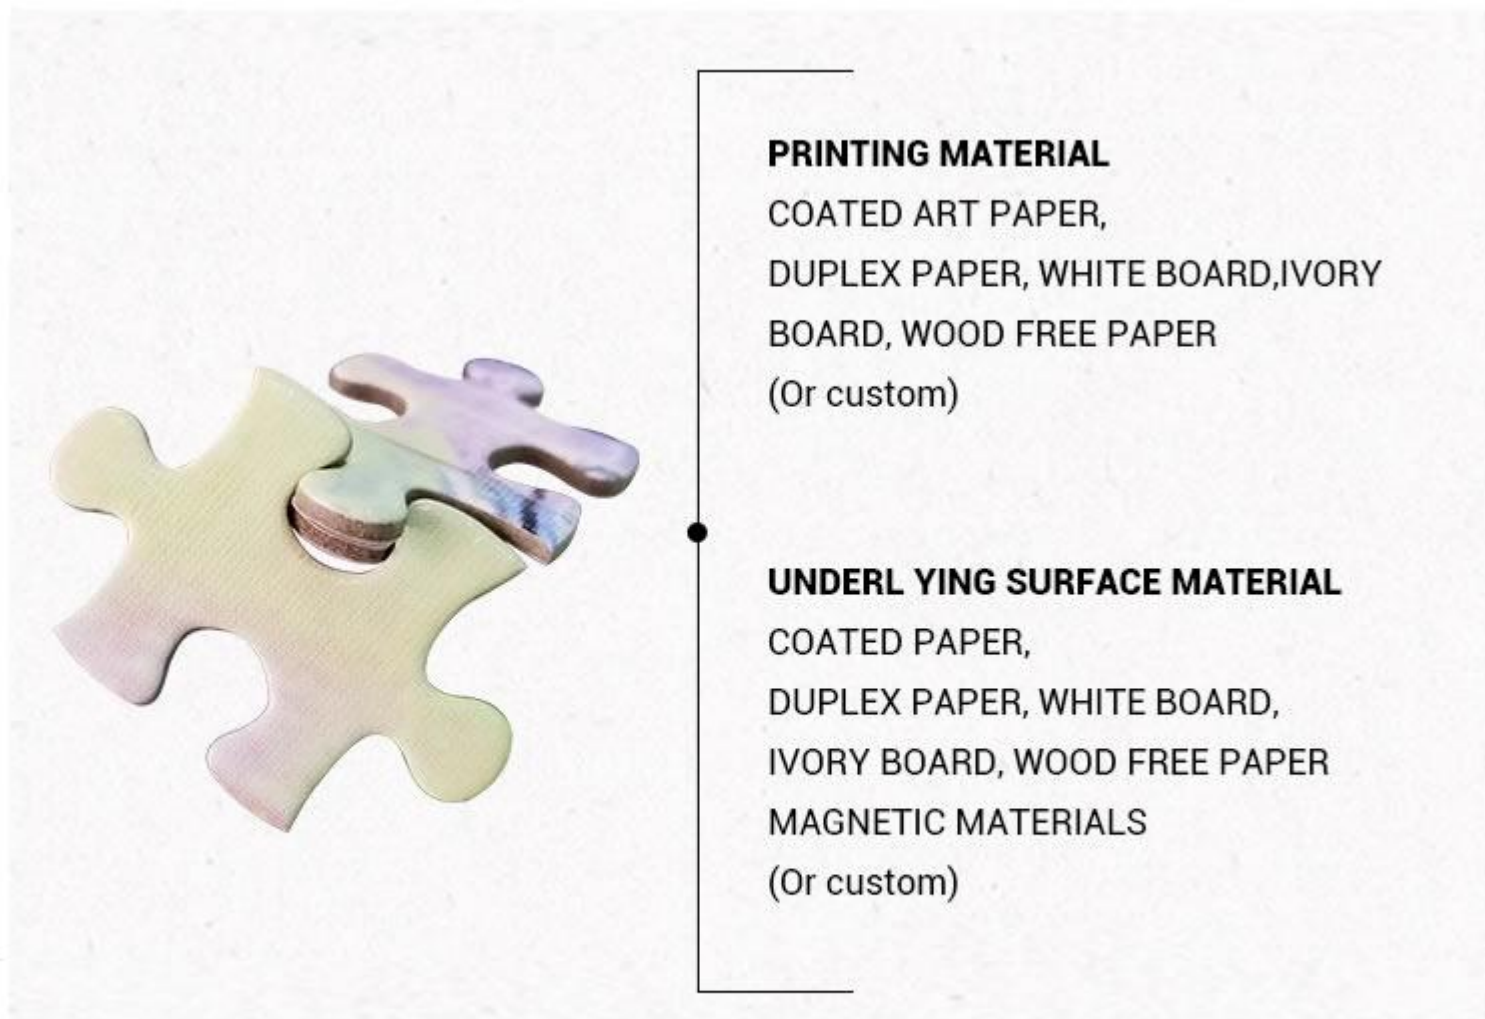 PRINTING MATERIAL
COATED ART PAPER,
DUPLEX PAPER, WHITE BOARD,IVORY
BOARD, WOOD FREE PAPER
(Or custom)
UNDERL YING SURFACE MATERIAL
COATED PAPER,
DUPLEX PAPER, WHITE BOARD,
IVORY BOARD, WOOD FREE PAPER
MAGNETIC MATERIALS
(Or custom)